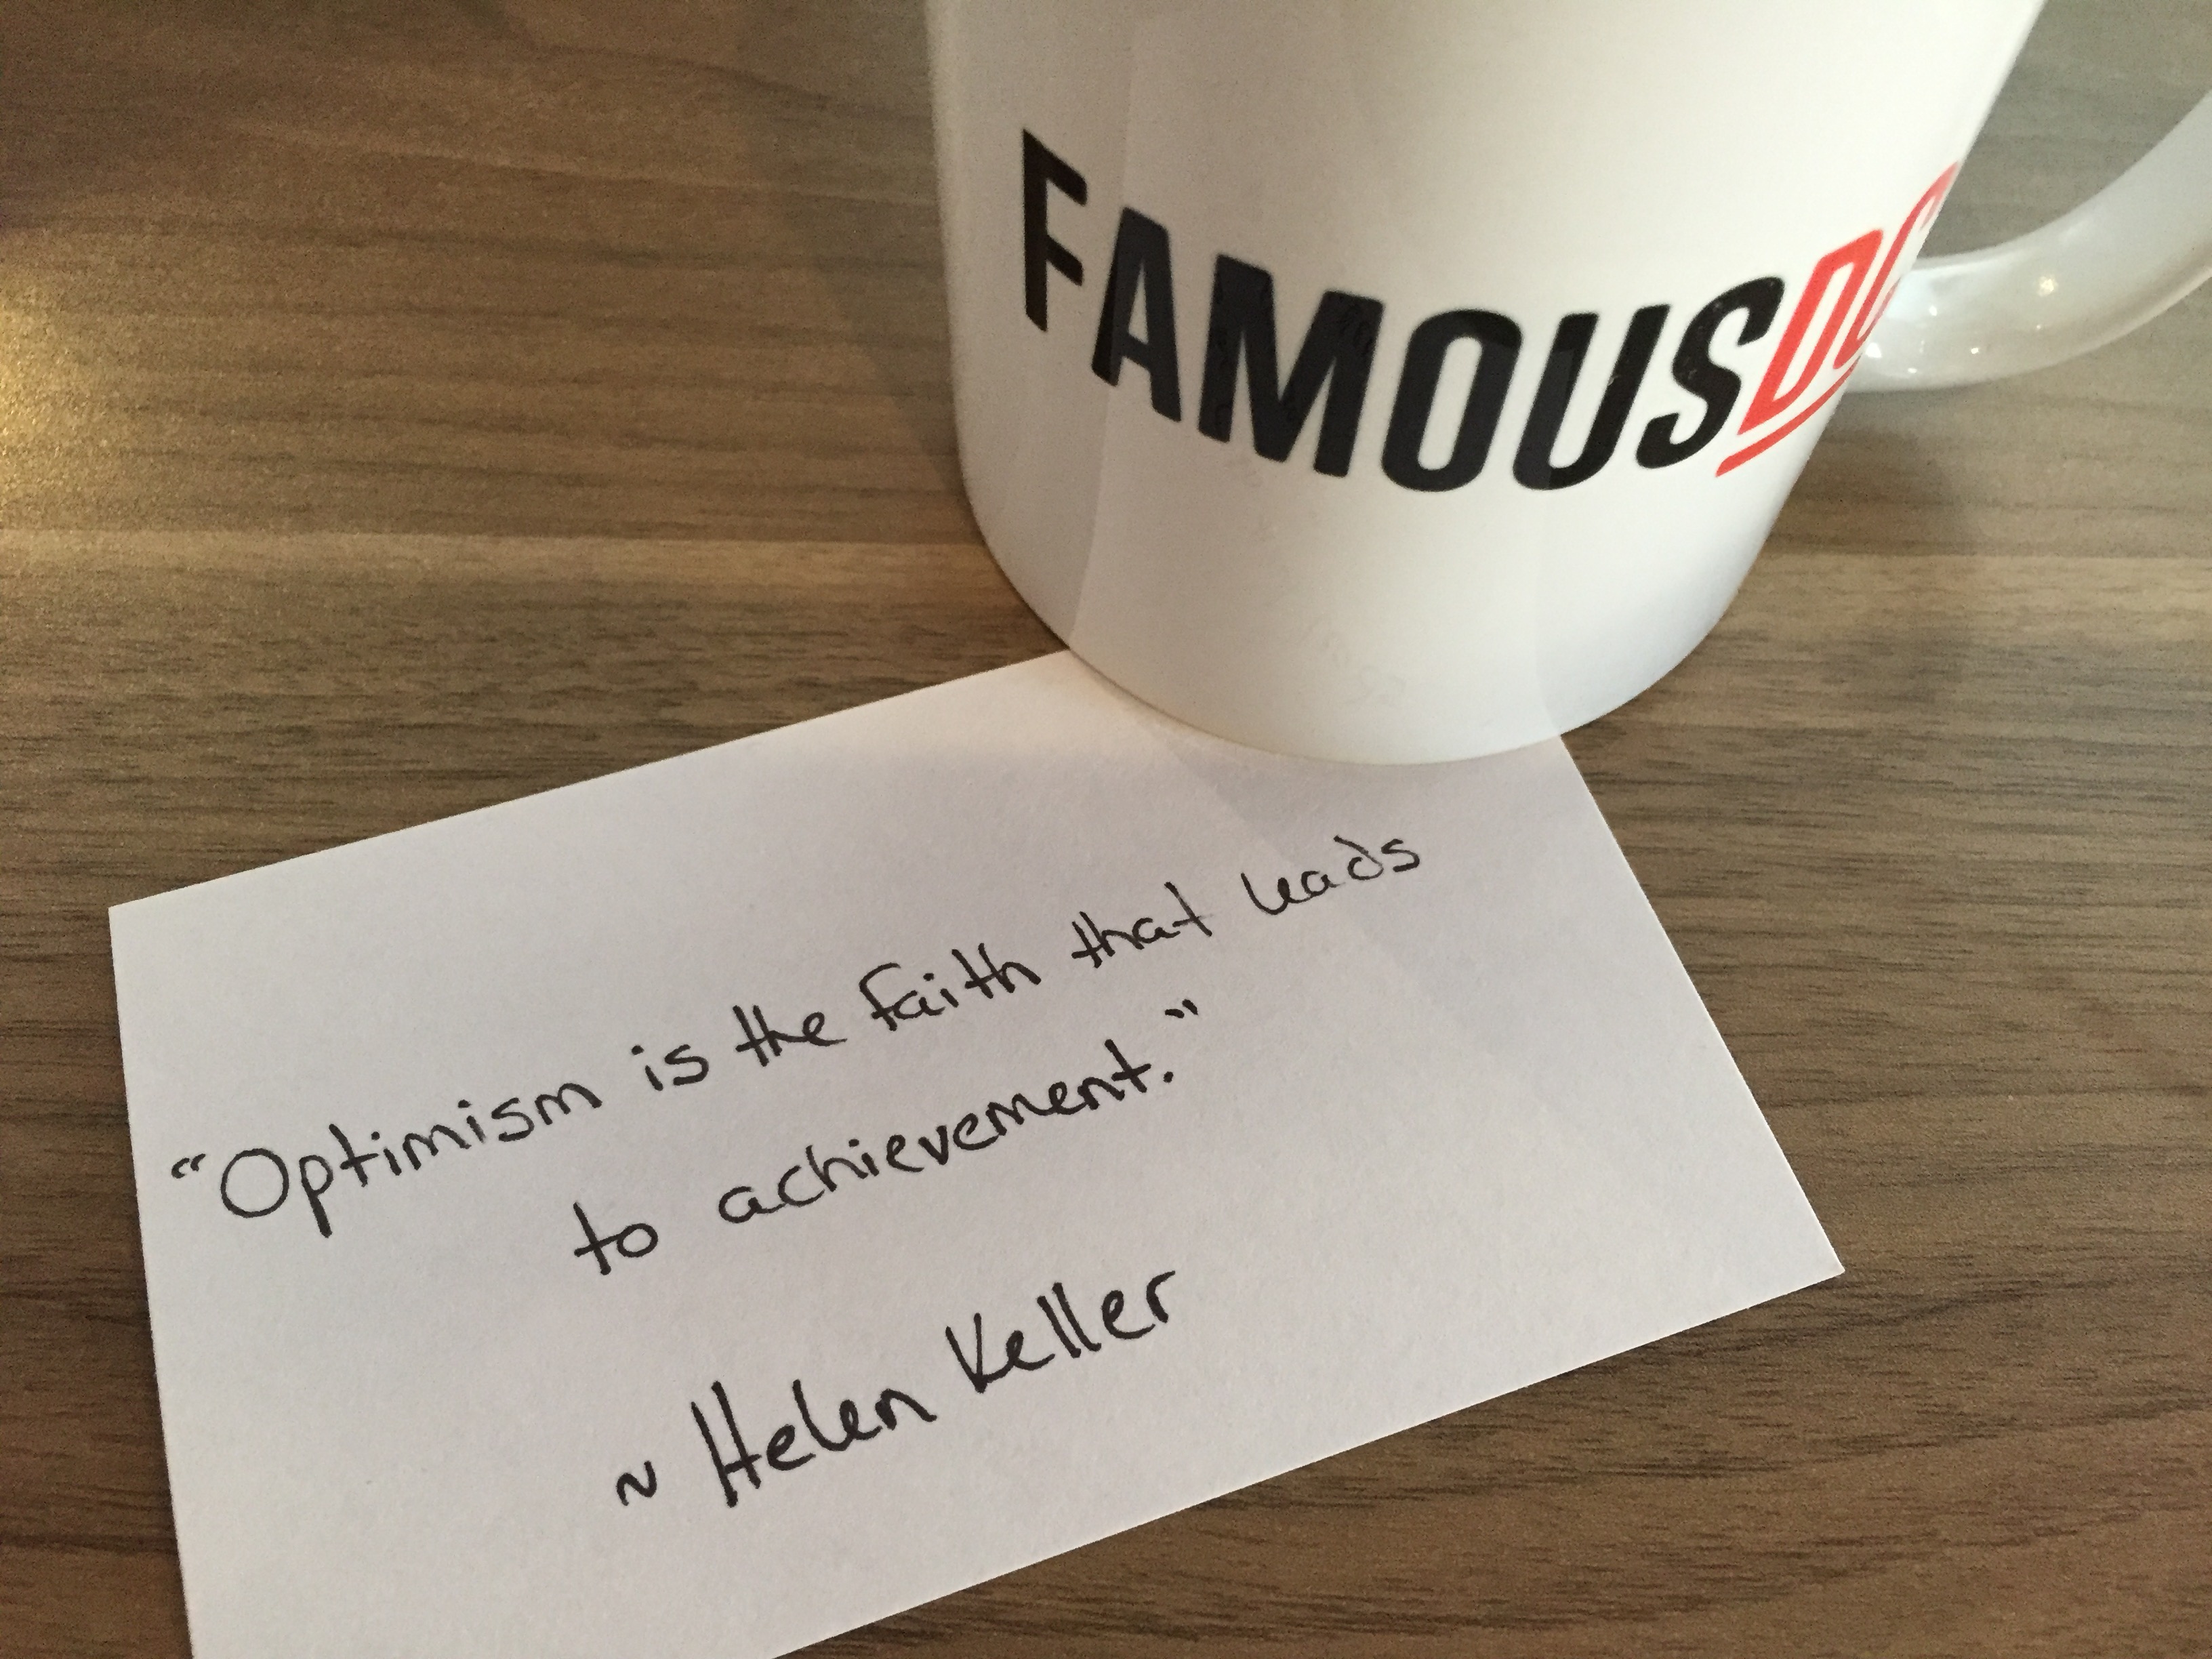 FAMOUS
“Optimism is the faith that leads
to achievement.”
~ Helen Keller